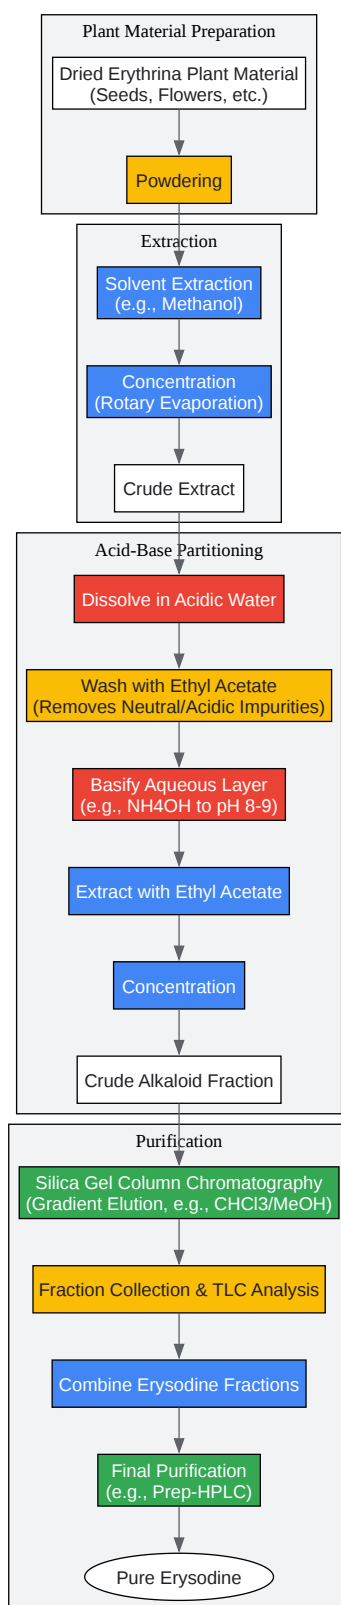 Plant Material Preparation
Dried Erythrina Plant Material
(Seeds, Flowers, etc.)
Powdering
Extraction
Solvent Extraction
(e.g., Methanol)
Concentration
(Rotary Evaporation)
Crude Extract
Acid-Base Partitioning
Dissolve in Acidic Water
Wash with Ethyl Acetate
(Removes Neutral/Acidic Impurities)
Basify Aqueous Layer
(e.g., NH4OH to pH 8-9)
Extract with Ethyl Acetate
Concentration
Crude Alkaloid Fraction
Purification
Silica Gel Column Chromatography
(Gradient Elution, e.g., CHCl3/MeOH)
Fraction Collection & TLC Analysis
Combine Erysodine Fractions
Final Purification
(e.g., Prep-HPLC)
Pure Erysodine